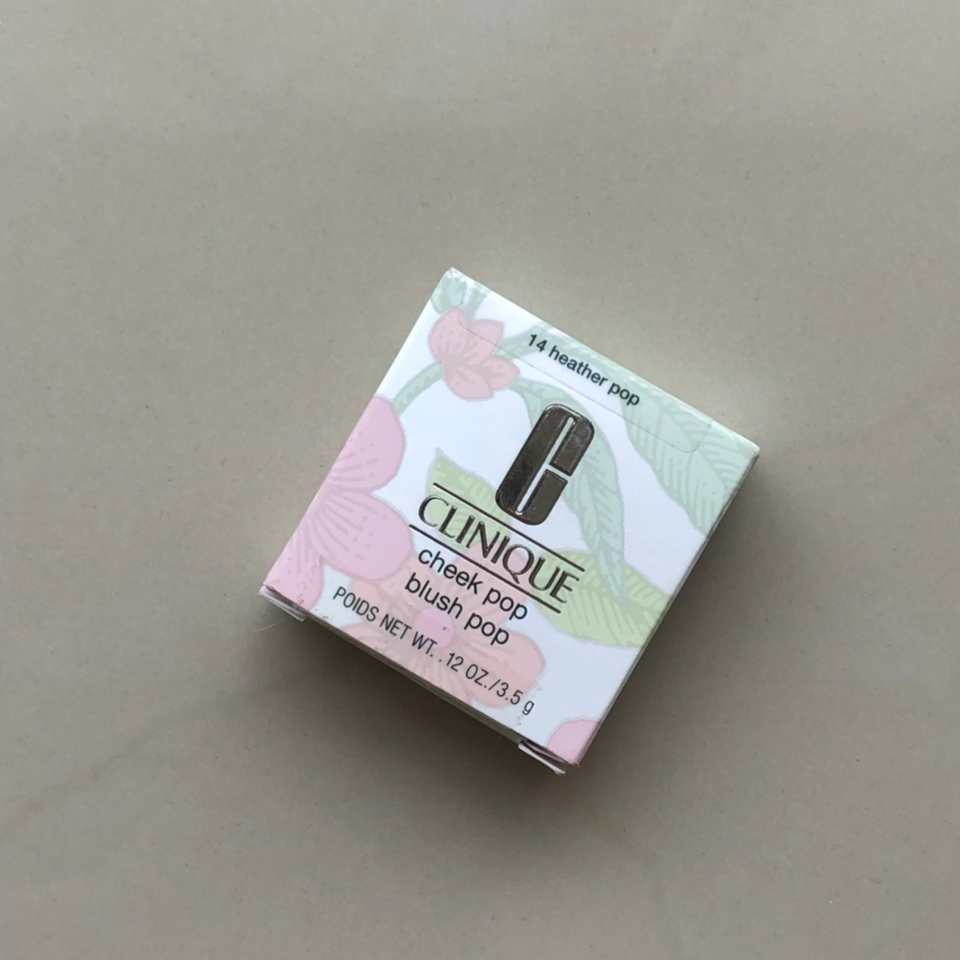 14 heather pop
CLINIQUE
cheek pop
blush pop
POIDS NET WT. .12 OZ./3.5 g